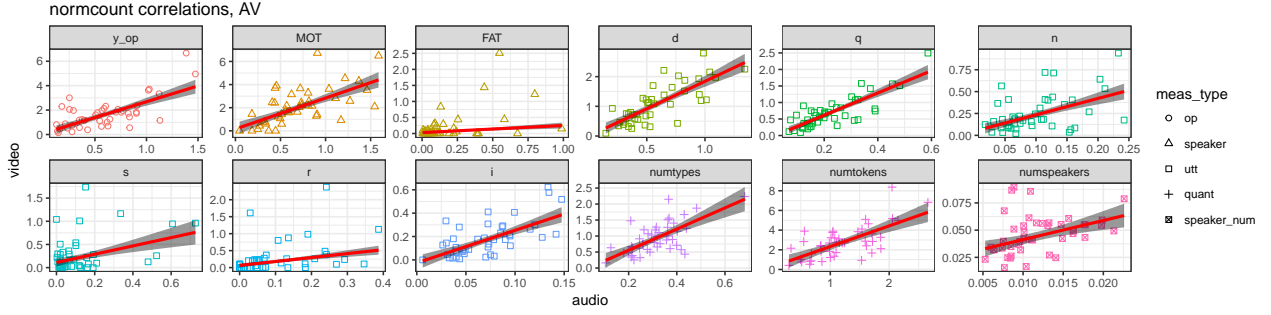 normcount correlations, AV
y_op MOT FAT d q n
6 4 2 0
6 4 2 0
2.5 2.0 1.5 1.0 0.5 0.0
2 1 0
2.5 2.0 1.5 1.0 0.5 0.0
0.75 0.50 0.25 0.00
0.5 1.0 1.5
0.0 0.5 1.0 1.5
0.00 0.25 0.50 0.75 1.00
0.5 1.0
0.2 0.4 0.6
0.05 0.10 0.15 0.20 0.25
video
s r i numtypes numtokens numspeakers
1.5 1.0 0.5 0.0
2.0 1.5 1.0 0.5 0.0
0.6 0.4 0.2 0.0
2.5 2.0 1.5 1.0 0.5 0.0
8 6 4 2 0
0.075 0.050 0.025
0.0 0.2 0.4 0.6
0.0 0.1 0.2 0.3 0.4
0.00 0.05 0.10 0.15
0.2 0.4 0.6
1 2
0.005 0.010 0.015 0.020
audio
meas_type
op
speaker
utt
quant
speaker_num